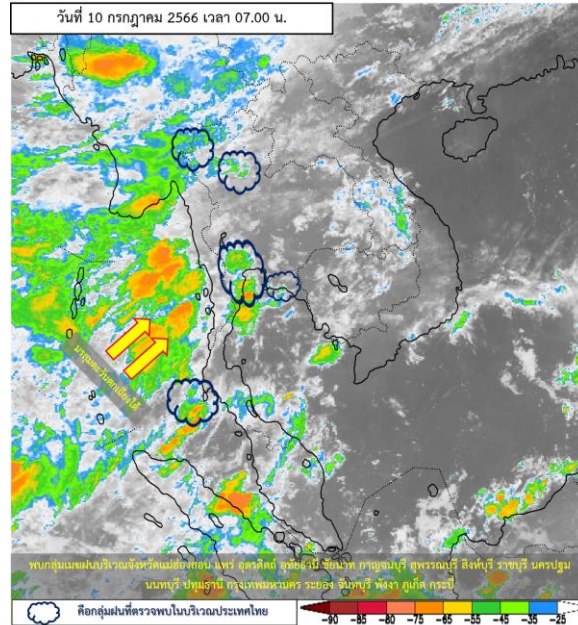 วันที่ 10 กรกฎาคม 2566 เวลา 07.00 น.
มรสุมตะวันตกเฉียงใต้
พบกลุ่มเมฆฝนบริเวณจังหวัดแม่ฮ่องสอน แพร่ อุตรดิตถ์ อุทัยธานี ชัยนาท กาญจนบุรี สุพรรณบุรี สิงห์บุรี ราชบุรี นครปฐม
นนทบุรี ปทุมธานี กรุงเทพมหานคร ระยอง จันทบุรี พังงา ภูเก็ต กระบี่
คือกลุ่มฝนที่ตรวจพบในบริเวณประเทศไทย
-90 -85 -80 -75 -65 -55 -45 -35 -25